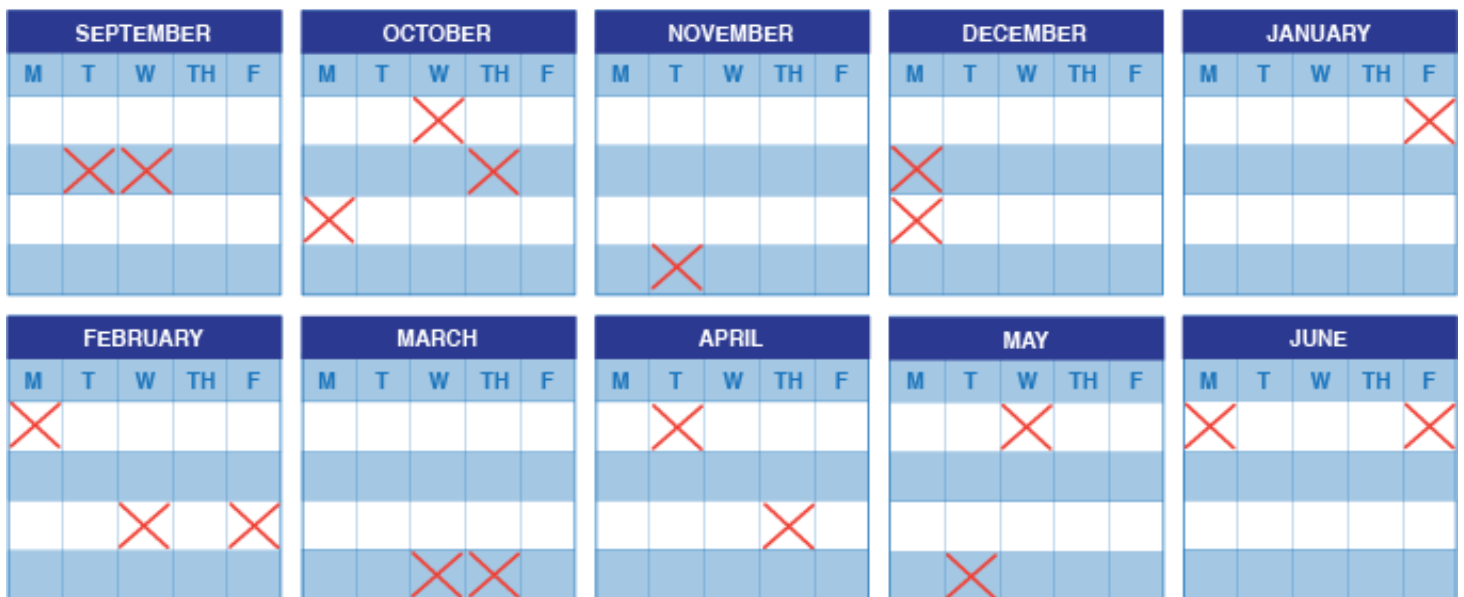 SEPTEMBER OCTOBER NOVEMBER DECEMBER JANUARY
M T W TH F M T W TH F M T W TH F M T W TH F M T W TH F
FEBRUARY MARCH APRIL MAY JUNE
M T W TH F M T W TH F M T W TH F M T W TH F M T W TH F